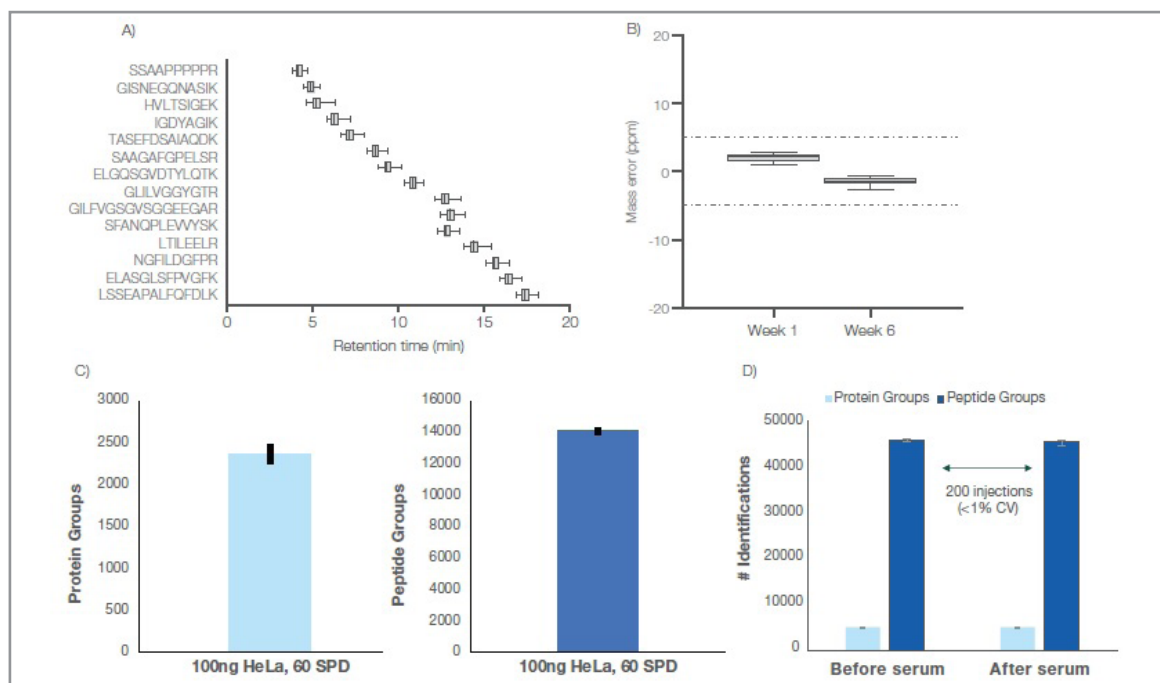 A)
SSAAPPPPPR
GISNEGQNASIK
HVLTSIGEK
IGDYAGIK
TASEFDSAIAQDK
SAAGAFGPELSR
ELGQSGVDTYLQTK
GLILVGGYGTR
GILFVGSGVSGGEEGAR
SFANQPLEVVYSK
LTILEELR
NGFILDGFPR
ELASGLSFPVGFK
LSSEAPALFQFDLK
0 5 10 15 20
Retention time (min)
B)
20
10
0
-10
-20
Mass error (ppm)
Week 1 Week 6
C)
3000
2500
2000
1500
1000
500
0
Protein Groups
100ng HeLa, 60 SPD
16000
14000
12000
10000
8000
6000
4000
2000
0
Peptide Groups
100ng HeLa, 60 SPD
D)
Protein Groups Peptide Groups
50000
40000
30000
20000
10000
0
# Identifications
200 injections
(<1% CV)
Before serum After serum